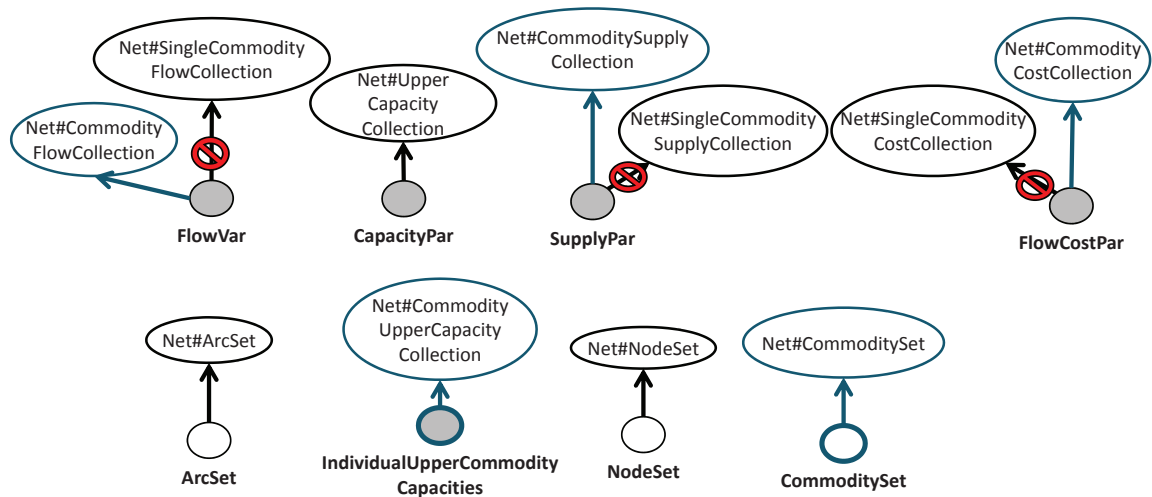 Net#SingleCommodity
FlowCollection
Net#Commodity
FlowCollection
FlowVar
Net#Upper
Capacity
Collection
CapacityPar
Net#CommoditySupply
Collection
Net#SingleCommodity
SupplyCollection
SupplyPar
Net#SingleCommodity
CostCollection
Net#Commodity
CostCollection
FlowCostPar
Net#ArcSet
ArcSet
Net#Commodity
UpperCapacity
Collection
IndividualUpperCommodity
Capacities
Net#NodeSet
NodeSet
Net#CommoditySet
CommoditySet